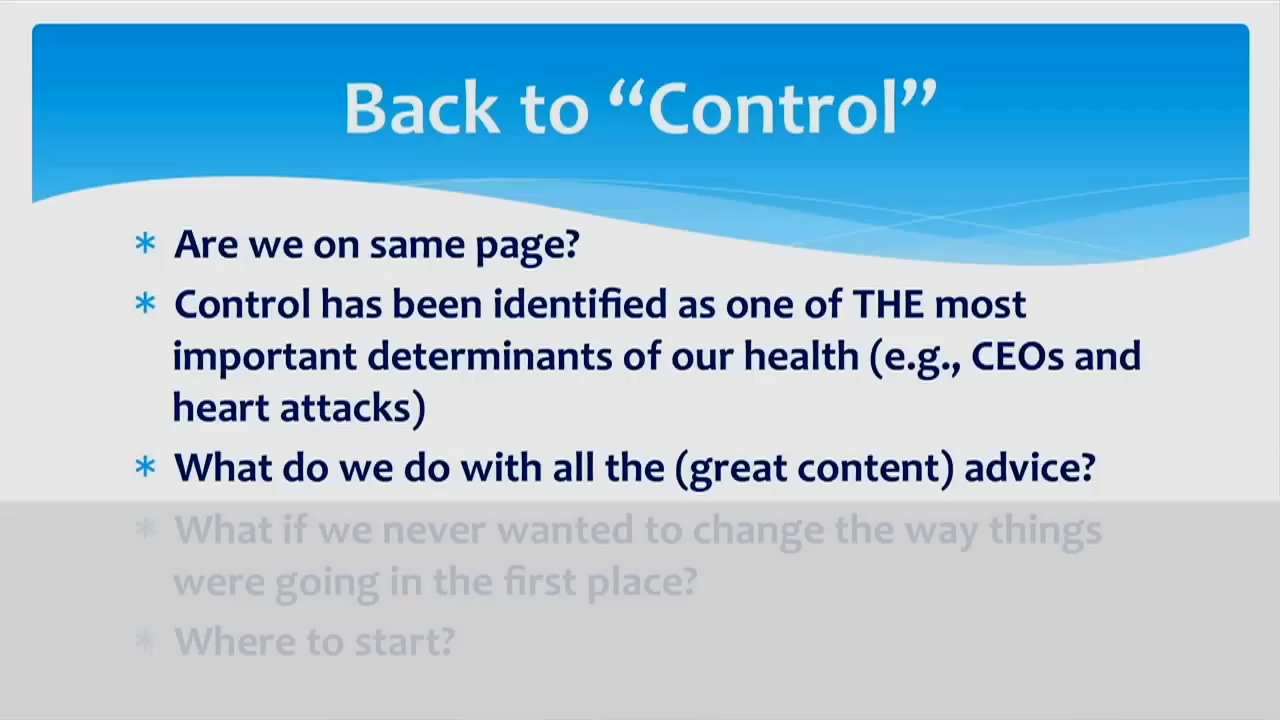 Back to “Control”
* Are we on same page?
* Control has been identified as one of THE most
important determinants of our health (e.g., CEOs and
heart attacks)
* What do we do with all the (great content) advice?
* What if we never wanted to change the way things
were going in the first place?
* Where to start?